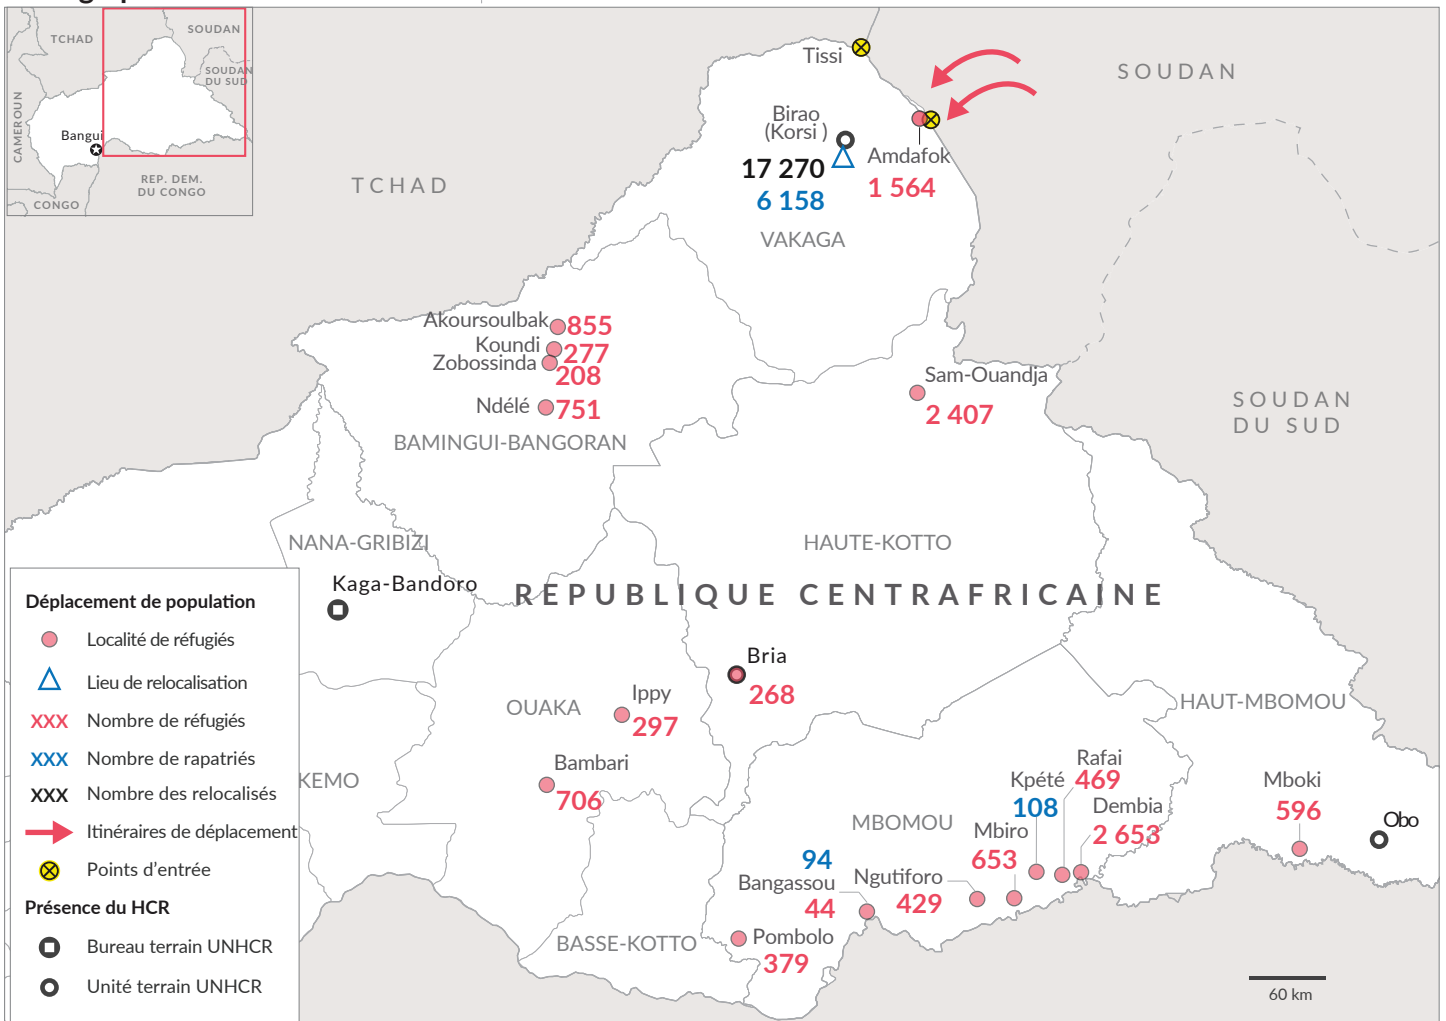 TCHAD
SOUDAN
SOUDAN
DU SUD
CAMEROUN
Bangui
REP. DEM.
DU CONGO
CONGO
Tissi
SOUDAN
Birao
(Korsi )
17 270
6 158
Amdafok
1 564
VAKAGA
TCHAD
Akoursoulbak
855
Koundi
277
Zobossinda
208
Ndélé
751
BAMINGUI-BANGORAN
Sam-Ouandja
2 407
SOUDAN
DU SUD
NANA-GRIBIZI
HAUTE-KOTTO
Kaga-Bandoro
REPUBLIQUE CENTRAFRICAINE
Bria
268
Ippy
297
OUAKA
HAUT-MBOMOU
Bambari
706
KEMO
Rafai
469
Kpété
108
Dembia
2 653
Mboki
596
Obo
MBOMOU
Mbiro
653
94
Bangassou
44
Ngutiforo
429
Pombolo
379
BASSE-KOTTO
60 km
Déplacement de population
Localité de réfugiés
Lieu de relocalisation
XXX Nombre de réfugiés
XXX Nombre de rapatriés
XXX Nombre des relocalisés
Itinéraires de déplacement
Points d’entrée
Présence du HCR
Bureau terrain UNHCR
Unité terrain UNHCR